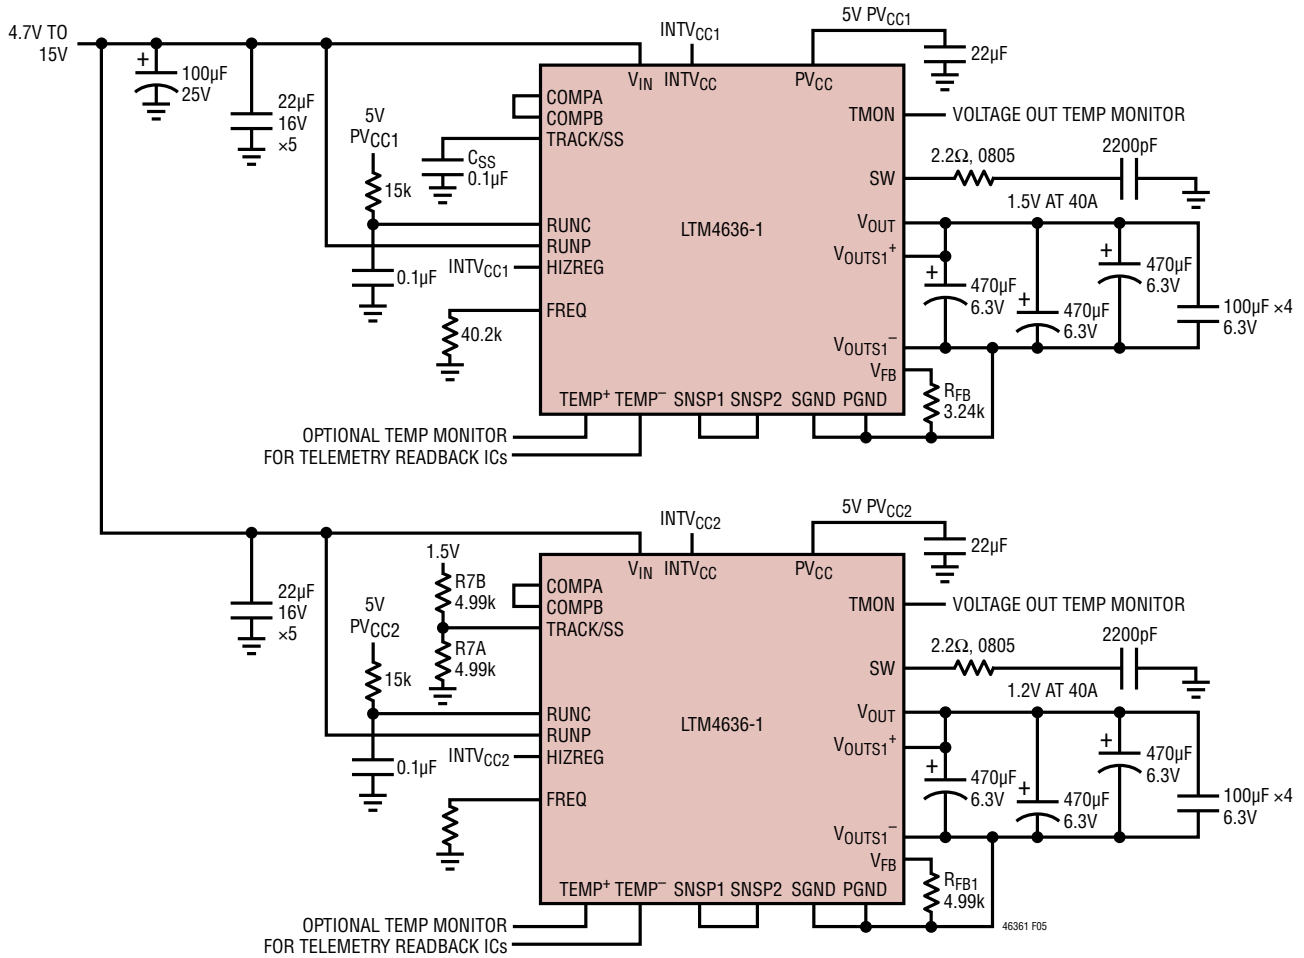 4.7V TO
15V
+
100µF
25V
22µF
16V
×5
5V
PVCC1
15k
0.1µF
CSS
0.1µF
INTVCC1
40.2k
INTVCC1
5V PVCC1
22µF
VIN
INTVCC
PVCC
COMPA
COMPB
TRACK/SS
RUNC
RUNP
HIZREG
FREQ
LTM4636-1
TMON
SW
VOUT
VOUTS1+
VOUTS1–
VFB
TEMP+
TEMP–
SNSP1
SNSP2
SGND
PGND
VOLTAGE OUT TEMP MONITOR
2.2Ω, 0805
2200pF
1.5V AT 40A
+
470µF
6.3V
+
470µF
6.3V
+
470µF
6.3V
100µF ×4
6.3V
RFB
3.24k
OPTIONAL TEMP MONITOR
FOR TELEMETRY READBACK ICs
22µF
16V
×5
5V
PVCC2
15k
0.1µF
1.5V
R7B
4.99k
R7A
4.99k
INTVCC2
INTVCC2
5V PVCC2
22µF
VIN
INTVCC
PVCC
COMPA
COMPB
TRACK/SS
RUNC
RUNP
HIZREG
FREQ
LTM4636-1
TMON
SW
VOUT
VOUTS1+
VOUTS1–
VFB
TEMP+
TEMP–
SNSP1
SNSP2
SGND
PGND
VOLTAGE OUT TEMP MONITOR
2.2Ω, 0805
2200pF
1.2V AT 40A
+
470µF
6.3V
+
470µF
6.3V
+
470µF
6.3V
100µF ×4
6.3V
RFB1
4.99k
OPTIONAL TEMP MONITOR
FOR TELEMETRY READBACK ICs
46361 F05